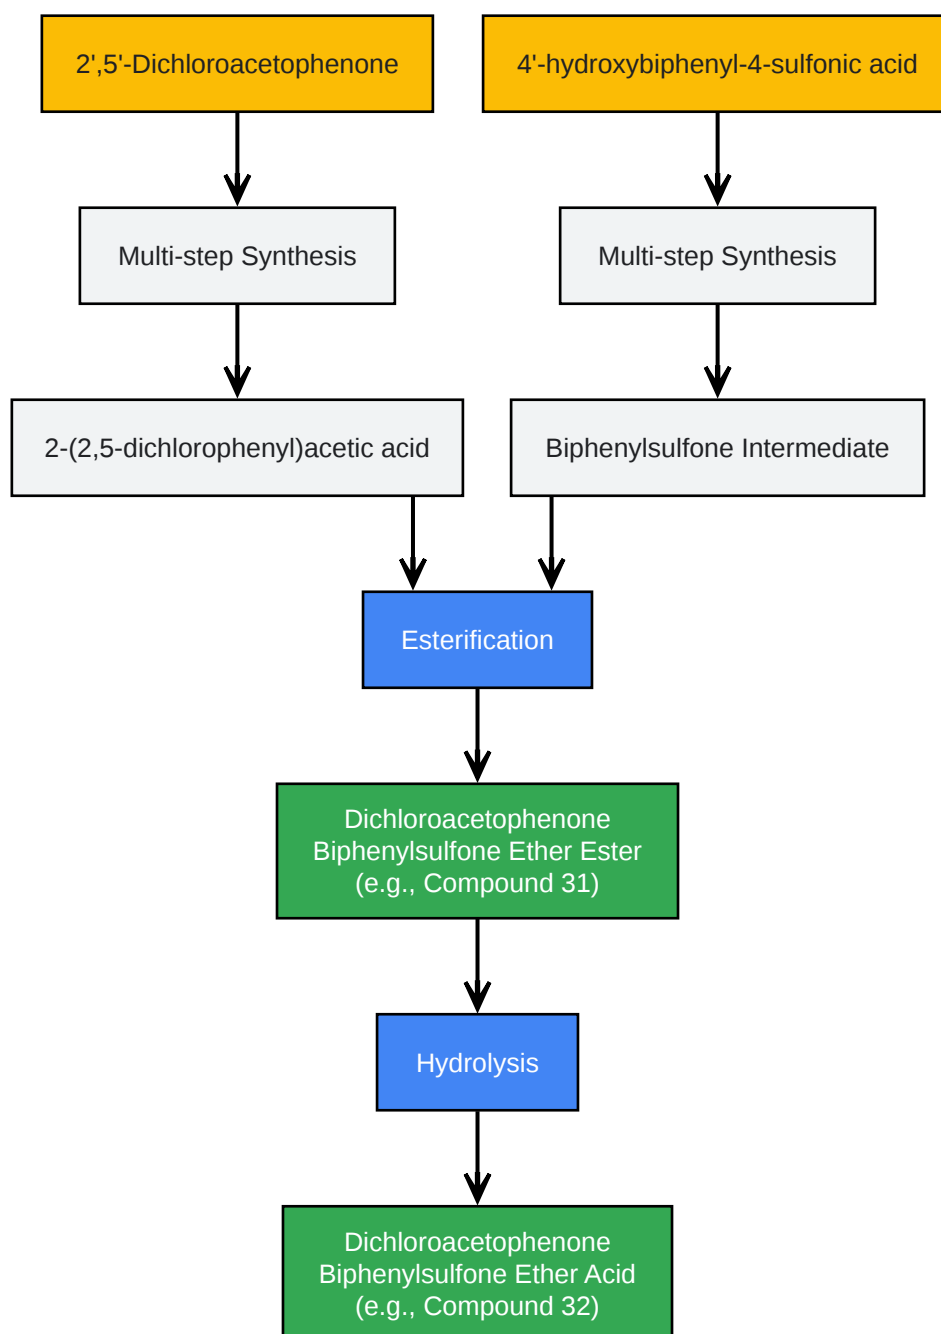 2',5'-Dichloroacetophenone
4'-hydroxybiphenyl-4-sulfonic acid
Multi-step Synthesis
Multi-step Synthesis
2-(2,5-dichlorophenyl)acetic acid
Biphenylsulfone Intermediate
Esterification
Dichloroacetophenone
Biphenylsulfone Ether Ester
(e.g., Compound 31)
Hydrolysis
Dichloroacetophenone
Biphenylsulfone Ether Acid
(e.g., Compound 32)